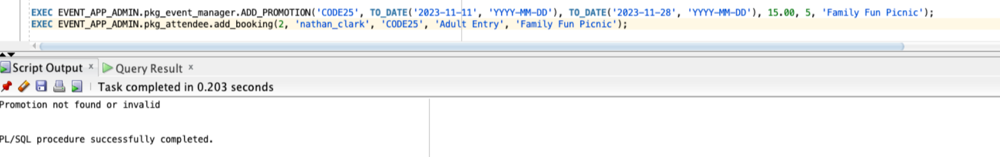 EXEC EVENT_APP_ADMIN.pkg_event_manager.ADD_PROMOTION('CODE25', TO_DATE('2023-11-11', 'YYYY-MM-DD'), TO_DATE('2023-11-28', 'YYYY-MM-DD'), 15.00, 5, 'Family Fun Picnic');
EXEC EVENT_APP_ADMIN.pkg_attendee.add_booking(2, 'nathan_clark', 'CODE25', 'Adult Entry', 'Family Fun Picnic');
Script Output x Query Result x
Task completed in 0.203 seconds
Promotion not found or invalid
PL/SQL procedure successfully completed.